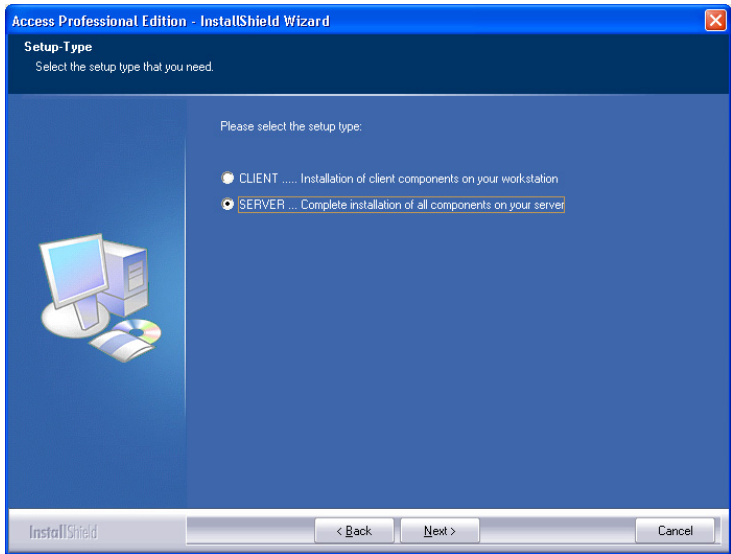 Access Professional Edition - InstallShield Wizard
Setup-Type
Select the setup type that you need.
Please select the setup type:
CLIENT ..... Installation of client components on your workstation
SERVER ... Complete installation of all components on your server
InstallShield
< Back
Next >
Cancel